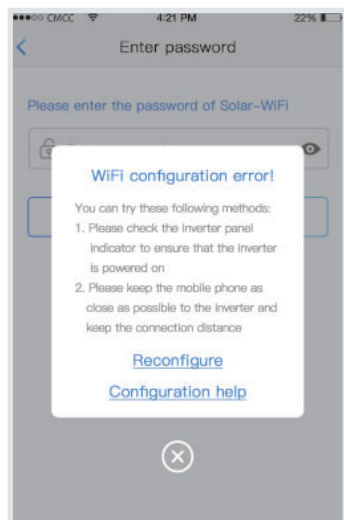 CMCC 4:21 PM 22%
Enter password
Please enter the password of Solar-WiFi
WiFi configuration error!
You can try these following methods:
1. Please check the inverter panel
indicator to ensure that the inverter
is powered on
2. Please keep the mobile phone as
close as possible to the inverter and
keep the connection distance
Reconfigure
Configuration help